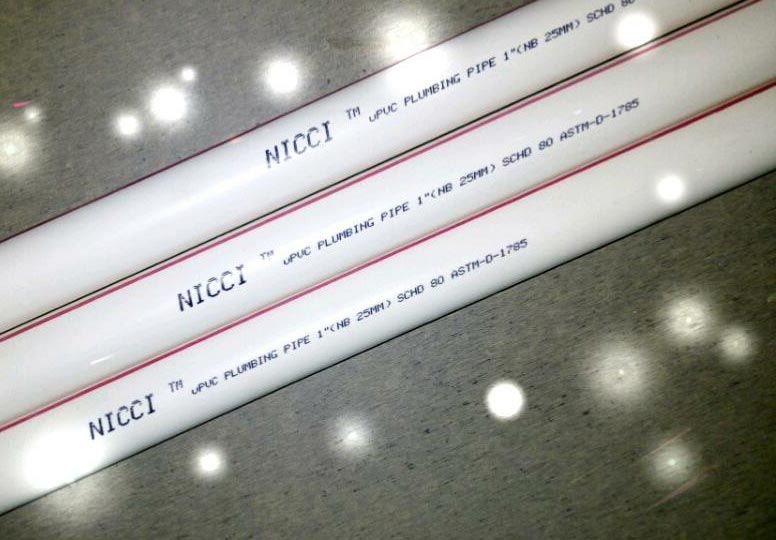 NICCI ™ uPVC PLUMBING PIPE 1"(NB 25MM) SCHD 80
NICCI ™ uPVC PLUMBING PIPE 1"(NB 25MM) SCHD 80 ASTM-D-1785
NICCI ™ uPVC PLUMBING PIPE 1"(NB 25MM) SCHD 80 ASTM-D-1785